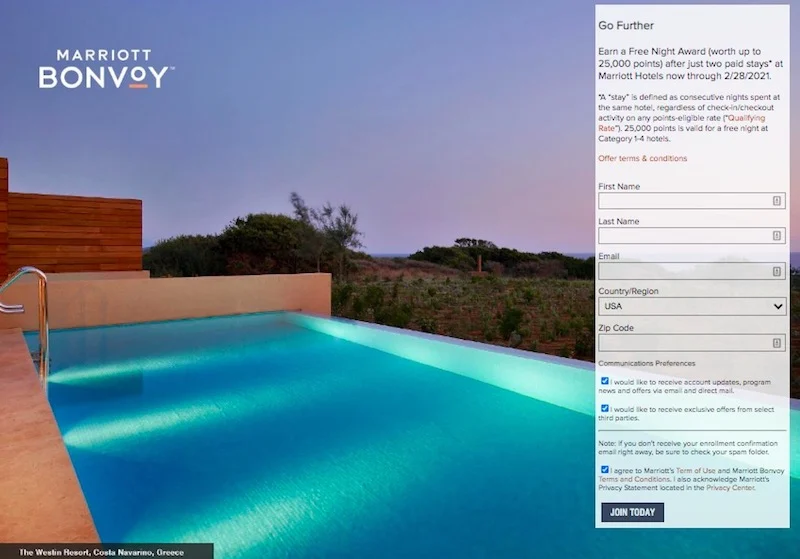 MARRIOTT
BONVOY™
Go Further
Earn a Free Night Award (worth up to
25,000 points) after just two paid stays* at
Marriott Hotels now through 2/28/2021.
*A "stay" is defined as consecutive nights spent at
the same hotel, regardless of check-in/checkout
activity on any points-eligible rate ("Qualifying
Rate"). 25,000 points is valid for a free night at
Category 1-4 hotels.
Offer terms & conditions
First Name
Last Name
Email
Country/Region
USA
Zip Code
Communications Preferences
I would like to receive account updates, program
news and offers via email and direct mail.
I would like to receive exclusive offers from select
third parties.
Note: if you don't receive your enrollment confirmation
email right away, be sure to check your spam folder.
I agree to Marriott's Term of Use and Marriott Bonvoy
Terms and Conditions. I also acknowledge Marriott's
Privacy Statement located in the Privacy Center.
JOIN TODAY
The Westin Resort, Costa Navarino, Greece